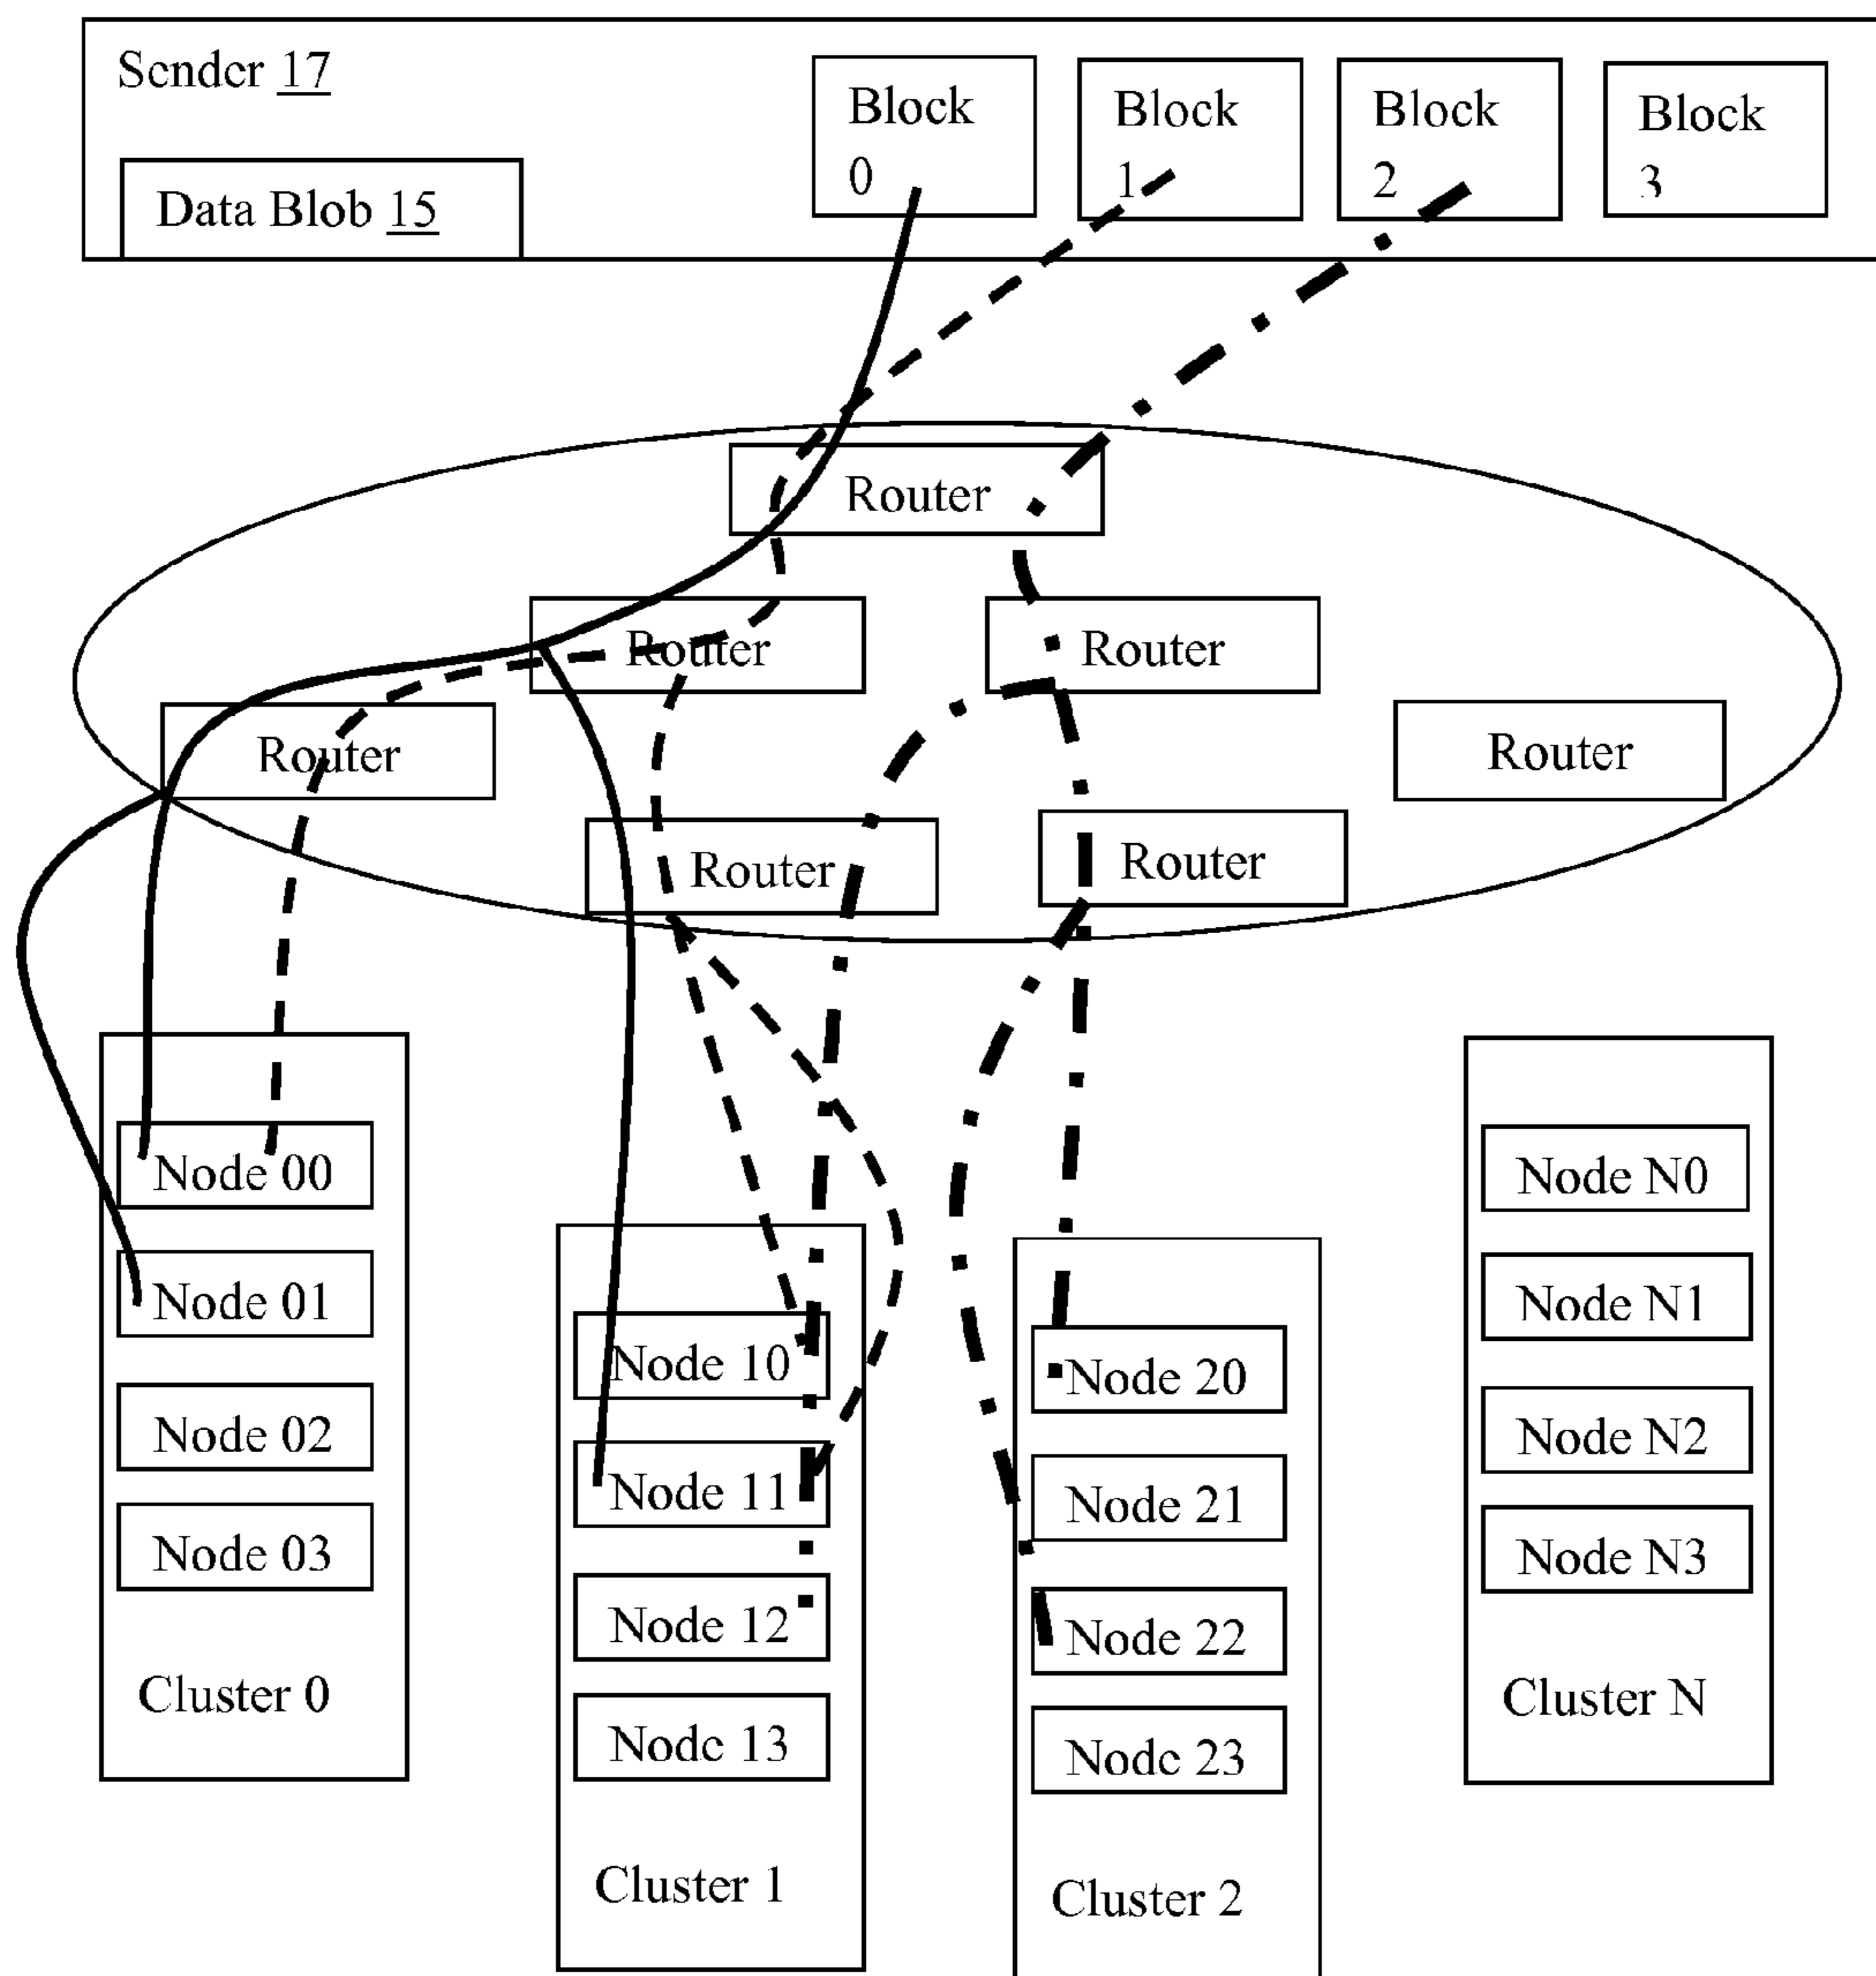 Sender 17
Data Blob 15
Block
0
Block
1
Block
2
Block
3
Router
Router
Router
Router
Router
Router
Router
Node 00
Node 01
Node 02
Node 03
Cluster 0
Node 10
Node 11
Node 12
Node 13
Cluster 1
Node 20
Node 21
Node 22
Node 23
Cluster 2
Node N0
Node N1
Node N2
Node N3
Cluster N